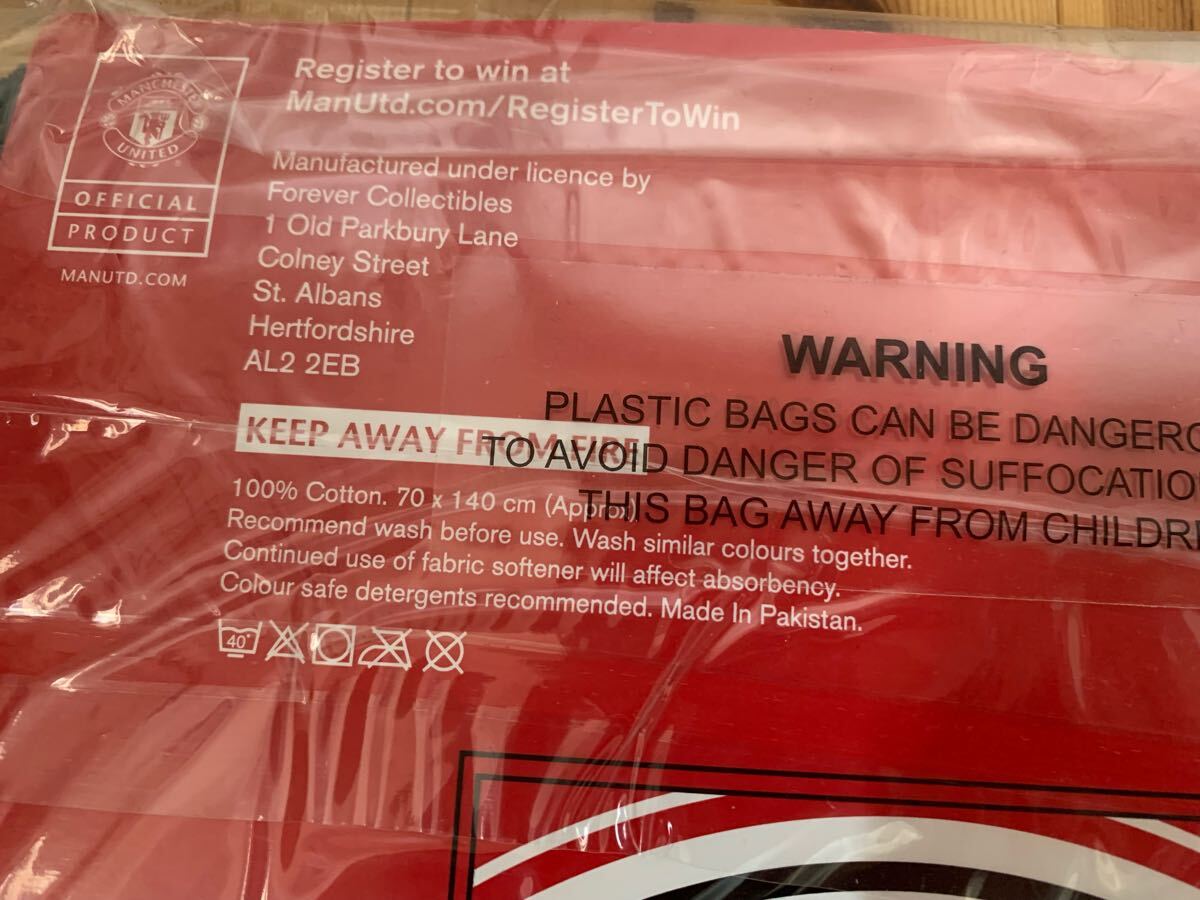 MANCHESTER
UNITED
OFFICIAL
PRODUCT
MANUTD.COM
Register to win at
ManUtd.com/RegisterToWin
Manufactured under licence by
Forever Collectibles
1 Old Parkbury Lane
Colney Street
St. Albans
Hertfordshire
AL2 2EB
KEEP AWAY FROM FIRE
100% Cotton. 70 x 140 cm (Approx)
Recommend wash before use. Wash similar colours together.
Continued use of fabric softener will affect absorbency.
Colour safe detergents recommended. Made In Pakistan.
40°
WARNING
PLASTIC BAGS CAN BE
TO AVOID DANGER OF
THIS BAG AWAY FROM